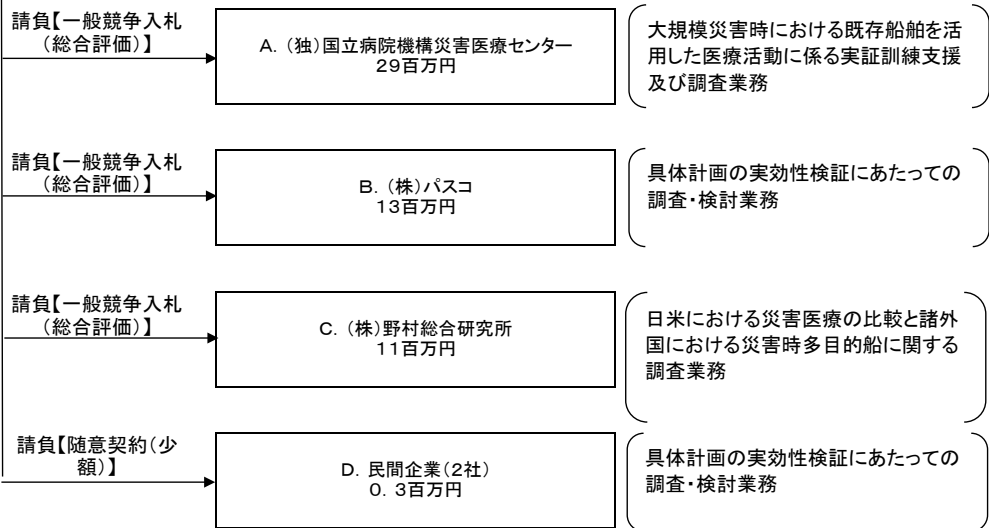 請負【一般競争入札
（総合評価）】
A．（独）国立病院機構災害医療センター
２９百万円
大規模災害時における既存船舶を活
用した医療活動に係る実証訓練支援
及び調査業務
請負【一般競争入札
（総合評価）】
B．（株）パスコ
１３百万円
具体計画の実効性検証にあたっての
調査・検討業務
請負【一般競争入札
（総合評価）】
C．（株）野村総合研究所
１１百万円
日米における災害医療の比較と諸外
国における災害時多目的船に関する
調査業務
請負【随意契約（少
額）】
D．民間企業（２社）
０．３百万円
具体計画の実効性検証にあたっての
調査・検討業務